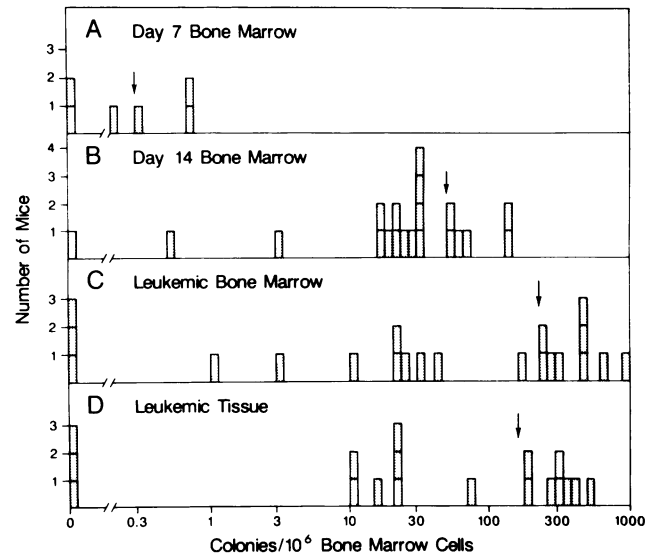 A Day 7 Bone Marrow
3
2
1
B Day 14 Bone Marrow
4
3
2
1
C Leukemic Bone Marrow
3
2
1
D Leukemic Tissue
3
2
1
Number of Mice
0 0.3 1 3 10 30 100 300 1000
Colonies/10⁶ Bone Marrow Cells